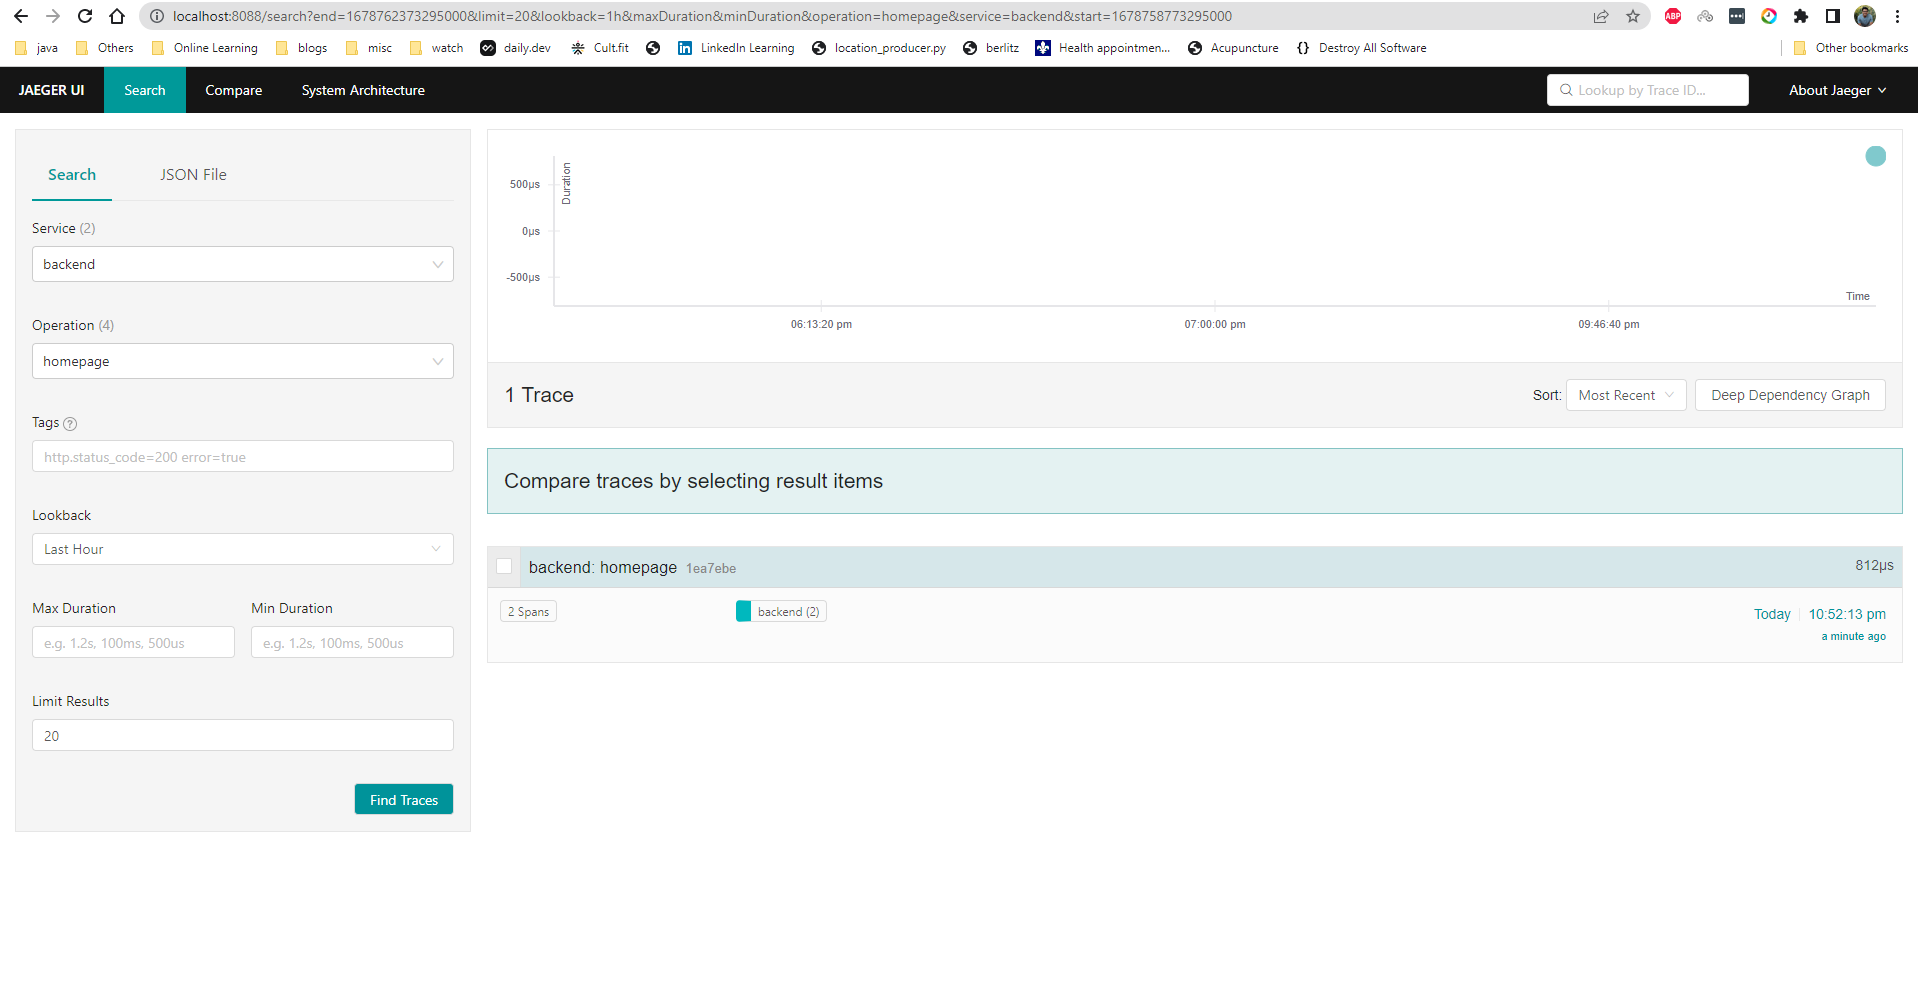 localhost:8088/search?end=1678762373295000&limit=20&lookback=1h&maxDuration&minDuration&operation=homepage&service=backend&start=1678758773295000
ABP
java Others Online Learning blogs misc watch daily.dev Cult.fit LinkedIn Learning location_producer.py berlitz Health appointmen... Acupuncture {} Destroy All Software Other bookmarks
JAEGER UI Search Compare System Architecture Lookup by Trace ID... About Jaeger
Search JSON File
Service (2)
backend
Operation (4)
homepage
Tags ?
http.status_code=200 error=true
Lookback
Last Hour
Max Duration Min Duration
e.g. 1.2s, 100ms, 500us e.g. 1.2s, 100ms, 500us
Limit Results
20
Find Traces
Duration
500μs
0μs
-500μs
Time
06:13:20 pm 07:00:00 pm 09:46:40 pm
1 Trace Sort: Most Recent Deep Dependency Graph
Compare traces by selecting result items
backend: homepage 1ea7ebe 812μs
2 Spans backend (2) Today 10:52:13 pm
a minute ago